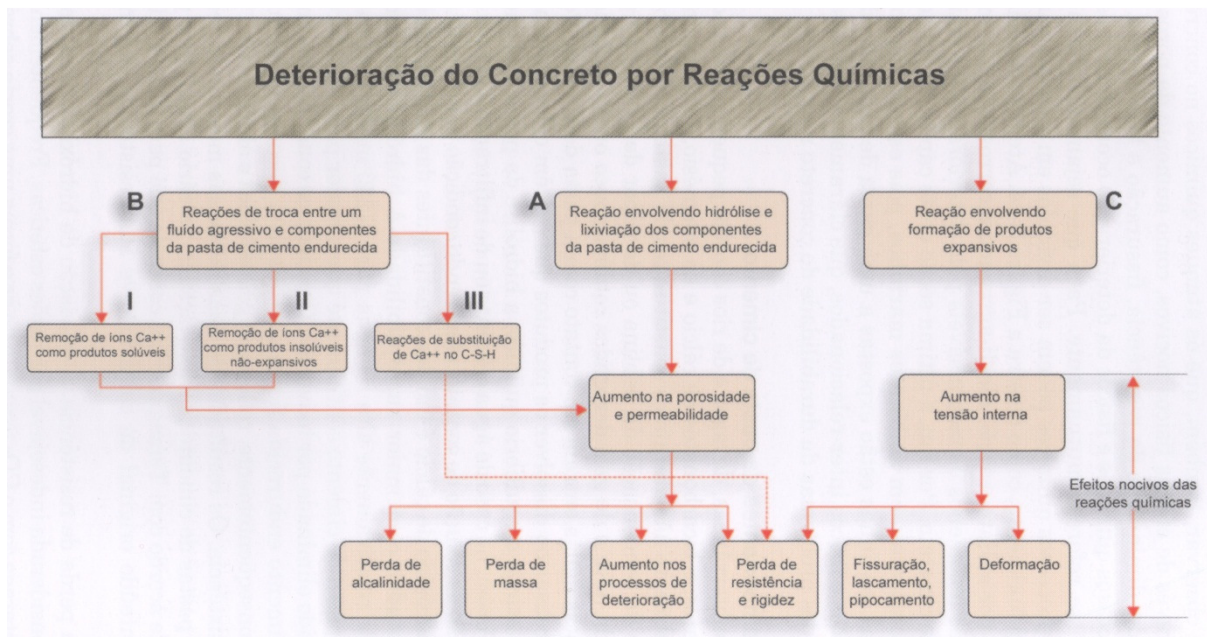 Deterioração do Concreto por Reações Químicas
B
Reações de troca entre um
fluído agressivo e componentes
da pasta de cimento endurecida
A
Reação envolvendo hidrólise e
lixiviação dos componentes
da pasta de cimento endurecida
Reação envolvendo
formação de produtos
expansivos
C
I
II
III
Remoção de íons Ca++
como produtos solúveis
Remoção de íons Ca++
como produtos insolúveis
não-expansivos
Reações de substituição
de Ca++ no C-S-H
Aumento na porosidade
e permeabilidade
Aumento na
tensão interna
Efeitos nocivos das
reações químicas
Perda de
alcalinidade
Perda de
massa
Aumento nos
processos de
deterioração
Perda de
resistência
e rigidez
Fissuração,
lascamento,
pipocamento
Deformação